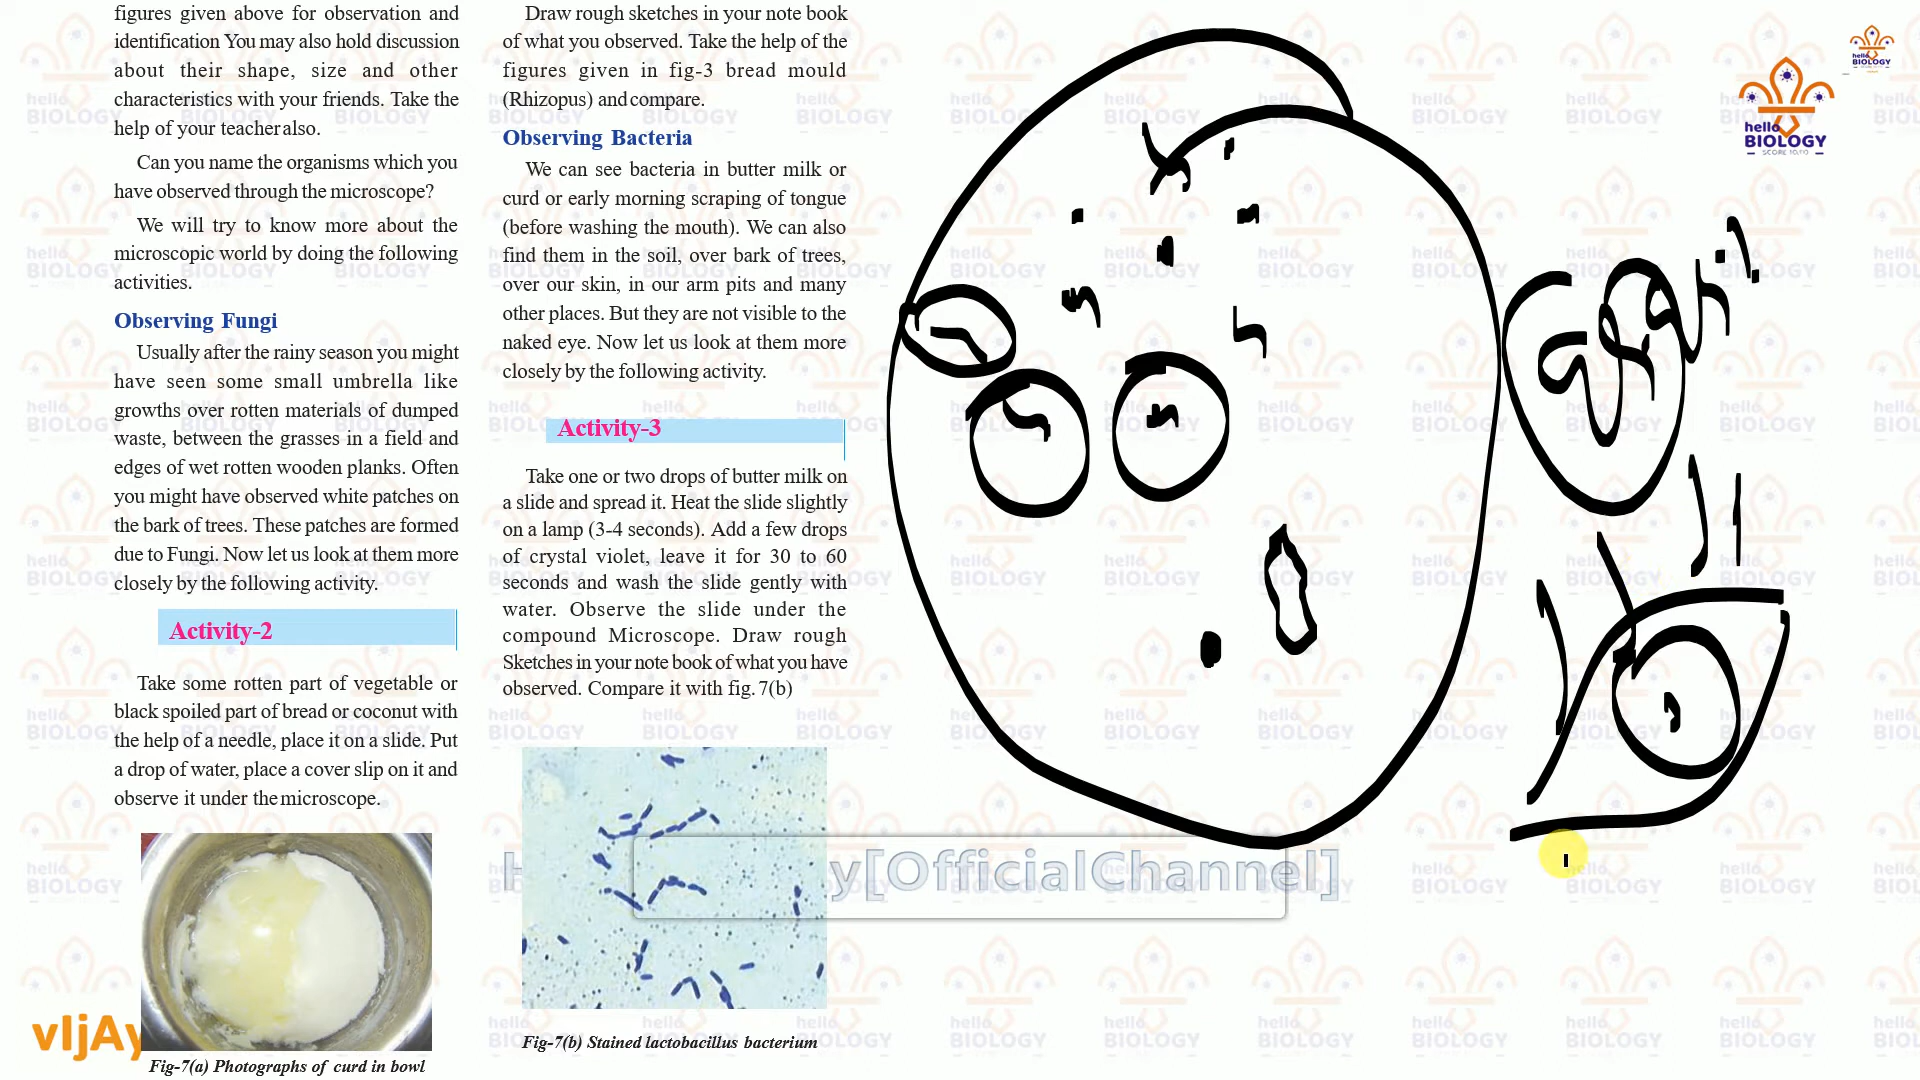 figures given above for observation and
identification You may also hold discussion
about their shape, size and other
characteristics with your friends. Take the
help of your teacher also.
Can you name the organisms which you
have observed through the microscope?
We will try to know more about the
microscopic world by doing the following
activities.
Observing Fungi
Usually after the rainy season you might
have seen some small umbrella like
growths over rotten materials of dumped
waste, between the grasses in a field and
edges of wet rotten wooden planks. Often
you might have observed white patches on
the bark of trees. These patches are formed
due to Fungi. Now let us look at them more
closely by the following activity.
Activity-2
Take some rotten part of vegetable or
black spoiled part of bread or coconut with
the help of a needle, place it on a slide. Put
a drop of water, place a cover slip on it and
observe it under the microscope.
vIjAy
Fig-7(a) Photographs of curd in bowl
Draw rough sketches in your note book
of what you observed. Take the help of the
figures given in fig-3 bread mould
(Rhizopus) and compare.
Observing Bacteria
We can see bacteria in butter milk or
curd or early morning scraping of tongue
(before washing the mouth). We can also
find them in the soil, over bark of trees,
over our skin, in our arm pits and many
other places. But they are not visible to the
naked eye. Now let us look at them more
closely by the following activity.
Activity-3
Take one or two drops of butter milk on
a slide and spread it. Heat the slide slightly
on a lamp (3-4 seconds). Add a few drops
of crystal violet, leave it for 30 to 60
seconds and wash the slide gently with
water. Observe the slide under the
compound Microscope. Draw rough
Sketches in your note book of what you have
observed. Compare it with fig. 7(b)
y[OfficialChannel]
Fig-7(b) Stained lactobacillus bacterium
hello
BIOLOGY
SCORE 10/10
hello
BIOLOGY